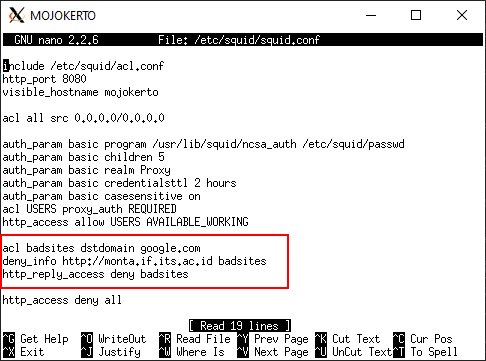 MOJOKERTO
GNU nano 2.2.6 File: /etc/squid/squid.conf
include /etc/squid/acl.conf
http_port 8080
visible_hostname mojokerto
acl all src 0.0.0.0/0.0.0.0
auth_param basic program /usr/lib/squid/ncsa_auth /etc/squid/passwd
auth_param basic children 5
auth_param basic realm Proxy
auth_param basic credentialsttl 2 hours
auth_param basic casesensitive on
acl USERS proxy_auth REQUIRED
http_access allow USERS AVAILABLE_WORKING
acl badsites dstdomain google.com
deny_info http://monta.if.its.ac.id badsites
http_reply_access deny badsites
http_access deny all
[ Read 19 lines ]
^G Get Help ^O WriteOut ^R Read File ^Y Prev Page ^K Cut Text ^C Cur Pos
^X Exit ^J Justify ^W Where Is ^V Next Page ^U UnCut Text ^T To Spell